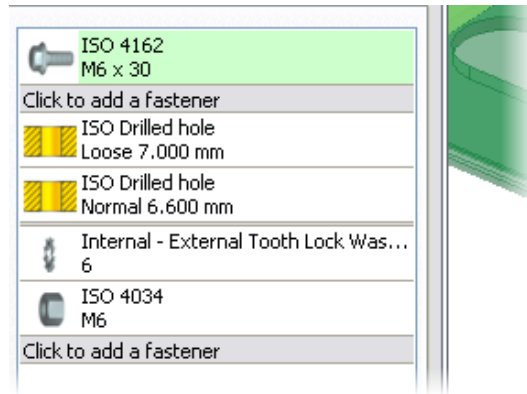 ISO 4162
M6 x 30
Click to add a fastener
ISO Drilled hole
Loose 7.000 mm
ISO Drilled hole
Normal 6.600 mm
Internal - External Tooth Lock Was...
6
ISO 4034
M6
Click to add a fastener